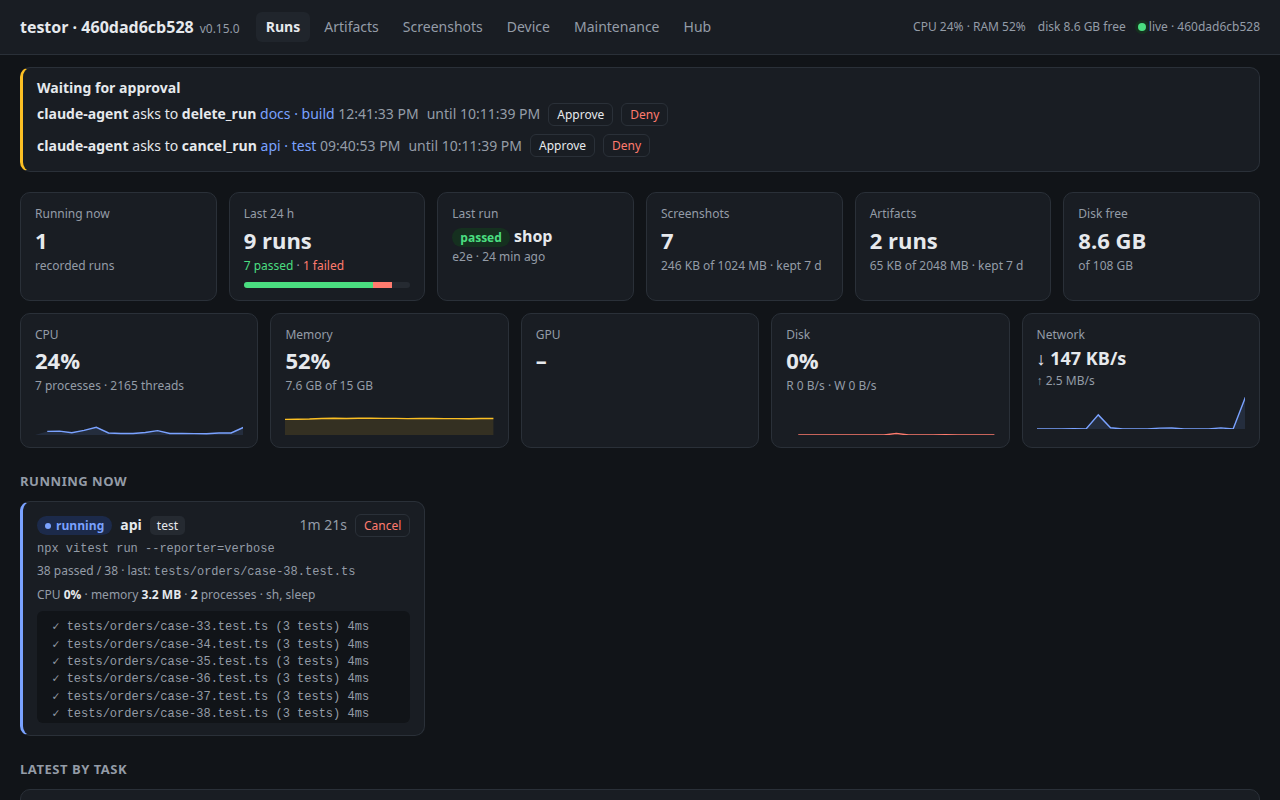 testor · 460dad6cb528 v0.15.0 Runs Artifacts Screenshots Device Maintenance Hub CPU 24% · RAM 52% disk 8.6 GB free live · 460dad6cb528
Waiting for approval
claude-agent asks to delete_run docs · build 12:41:33 PM until 10:11:39 PM Approve Deny
claude-agent asks to cancel_run api · test 09:40:53 PM until 10:11:39 PM Approve Deny
Running now
1
recorded runs
Last 24 h
9 runs
7 passed · 1 failed
Last run
passed shop
e2e · 24 min ago
Screenshots
7
246 KB of 1024 MB · kept 7 d
Artifacts
2 runs
65 KB of 2048 MB · kept 7 d
Disk free
8.6 GB
of 108 GB
CPU
24%
7 processes · 2165 threads
Memory
52%
7.6 GB of 15 GB
GPU
–
Disk
0%
R 0 B/s · W 0 B/s
Network
↓ 147 KB/s
↑ 2.5 MB/s
RUNNING NOW
running api test 1m 21s Cancel
npx vitest run --reporter=verbose
38 passed / 38 · last: tests/orders/case-38.test.ts
CPU 0% · memory 3.2 MB · 2 processes · sh, sleep
✓ tests/orders/case-33.test.ts (3 tests) 4ms
✓ tests/orders/case-34.test.ts (3 tests) 4ms
✓ tests/orders/case-35.test.ts (3 tests) 4ms
✓ tests/orders/case-36.test.ts (3 tests) 4ms
✓ tests/orders/case-37.test.ts (3 tests) 4ms
✓ tests/orders/case-38.test.ts (3 tests) 4ms
LATEST BY TASK